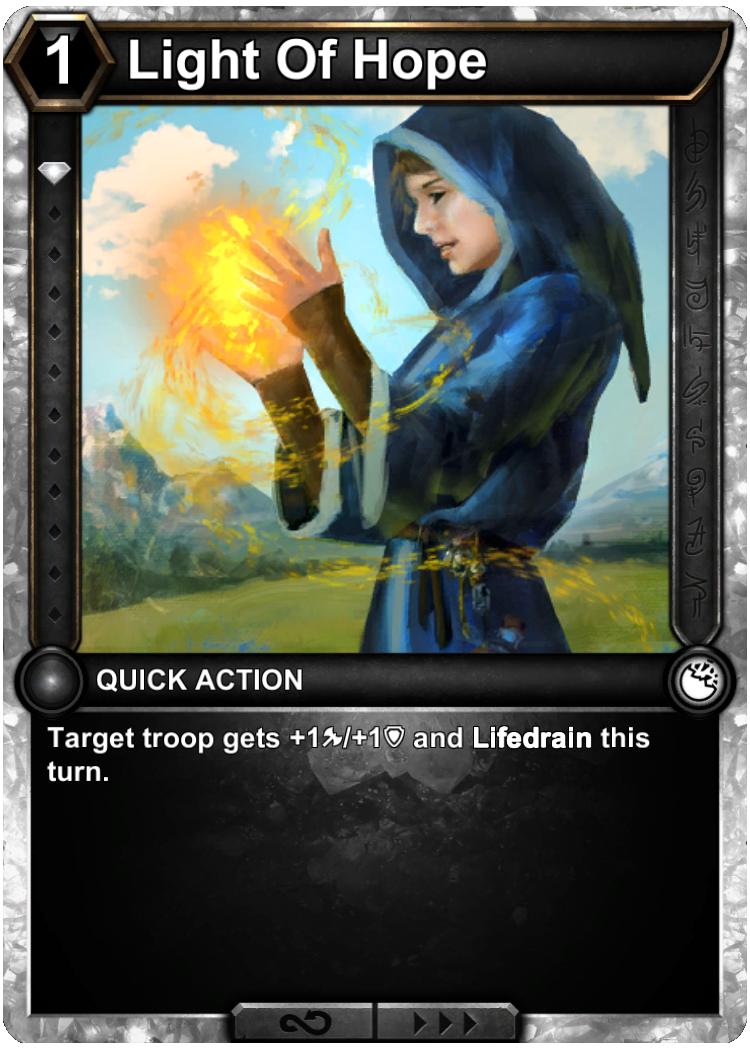 1
Light Of Hope
QUICK ACTION
Target troop gets +1/+1 and Lifedrain this
turn.